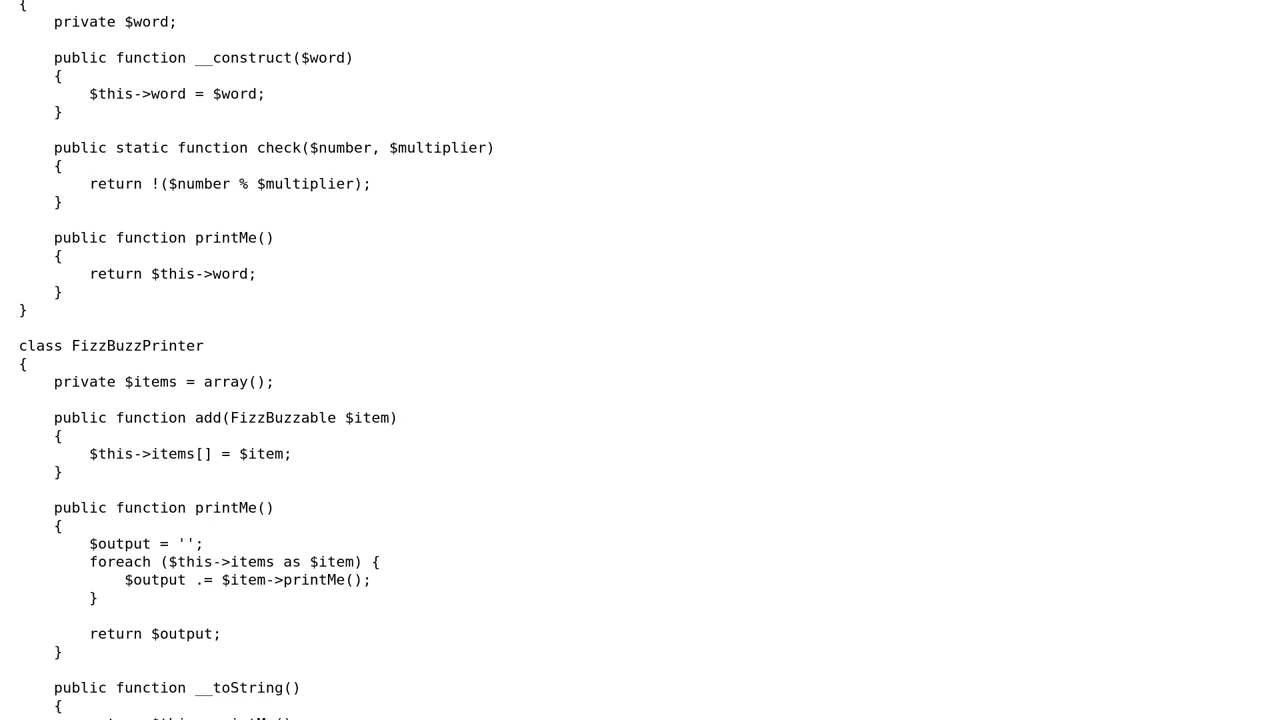 {
    private $word;

    public function __construct($word)
    {
        $this->word = $word;
    }

    public static function check($number, $multiplier)
    {
        return !($number % $multiplier);
    }

    public function printMe()
    {
        return $this->word;
    }
}

class FizzBuzzPrinter
{
    private $items = array();

    public function add(FizzBuzzable $item)
    {
        $this->items[] = $item;
    }

    public function printMe()
    {
        $output = '';
        foreach ($this->items as $item) {
            $output .= $item->printMe();
        }

        return $output;
    }

    public function __toString()
    {